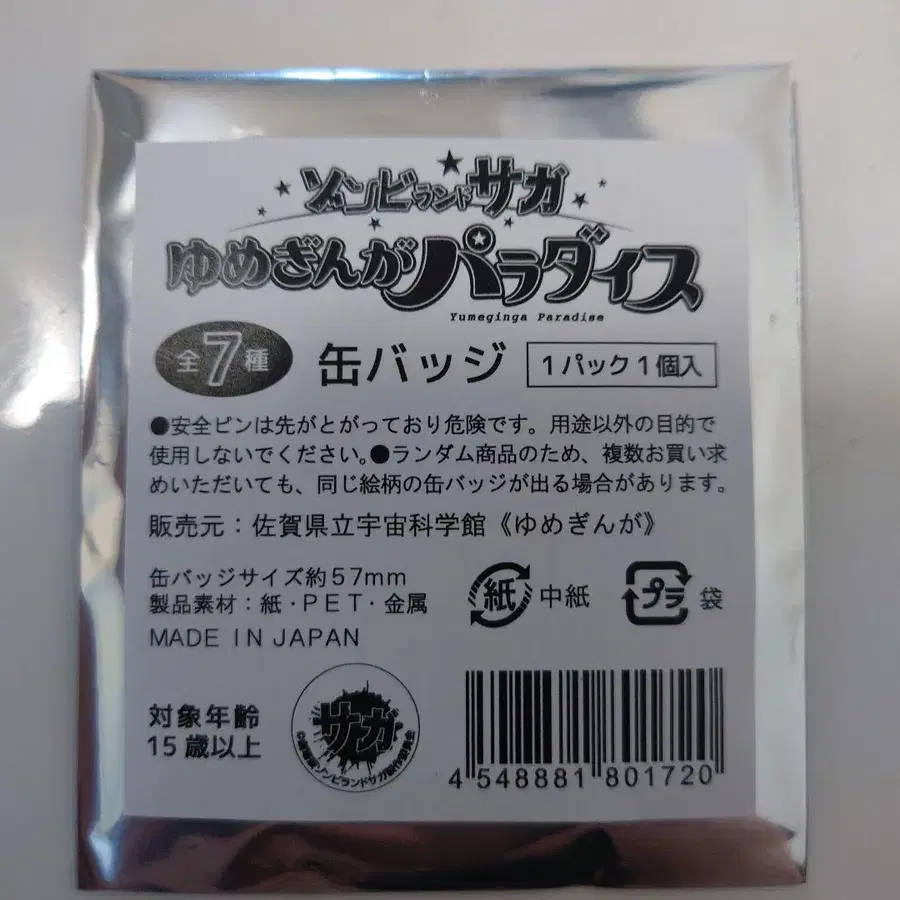 ゾンビランドサガ
ゆめぎんがパラダイス
Yumeginga Paradise
全7種 缶バッジ 1パック1個入
●安全ピンは先がとがっており危険です。用途以外の目的で
使用しないでください。●ランダム商品のため、複数お買い求
めいただいても、同じ絵柄の缶バッジが出る場合があります。
販売元：佐賀県立宇宙科学館《ゆめぎんが》
缶バッジサイズ約57mm
製品素材：紙・PET・金属
MADE IN JAPAN
紙 中紙
プラ 袋
対象年齢
15歳以上
サガ
4 548881 801720